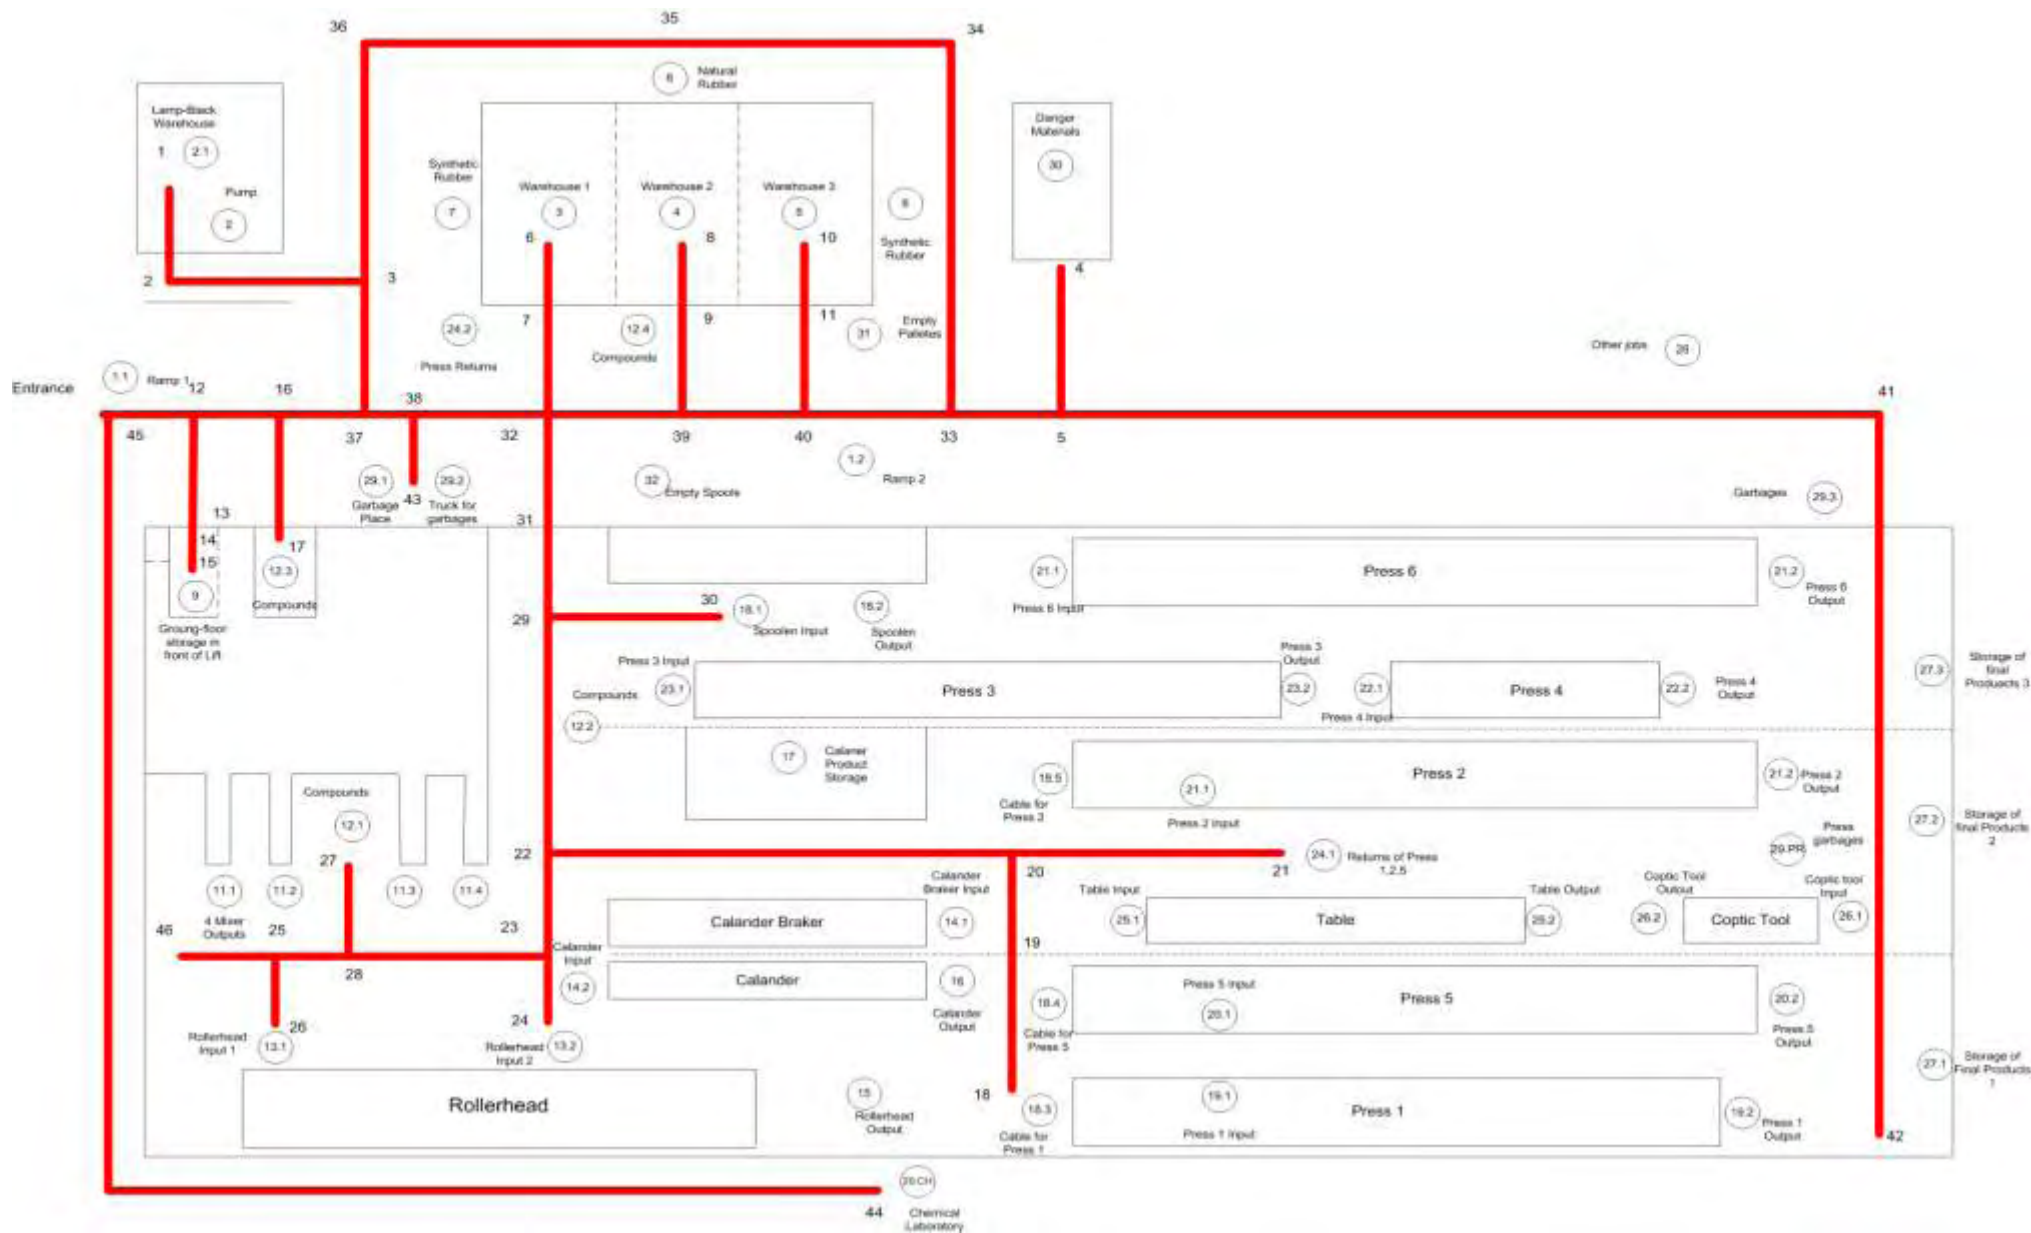 36
35
34
6
Natural
Rubber
Lamp-Black
Warehouse
1
2.1
Pump
2
Danger
Materials
30
Synthetic
Rubber
7
Warehouse 1
3
Warehouse 2
4
Warehouse 3
5
Synthetic
Rubber
6
8
10
4
2
3
7
9
11
24.2
Press Returns
12.4
Compounds
31
Empty
Other jobs
28
Entrance
1.1
Ramp 1
12
16
38
41
45
37
32
39
40
33
5
1.2
Ramp 2
29.1
Garbage
Place
43
29.2
Truck for
garbages
32
Empty Spools
Garbages
29.3
13
14
15
9
17
12.3
Compounds
31
storage in
front of Lift
21.1
Press 6 Input
Press 6
21.2
Press 6
Output
29
30
18.1
Spoolen Input
18.2
Spoolen
Output
Press 3 Input
23.1
Press 3
Press 3
Output
23.2
22.1
Press 4 Input
Press 4
22.2
Press 4
Output
27.3
Storage of
final
Compounds
12.2
17
Product
Storage
18.5
Cable for
21.1
Press 2 Input
Press 2
21.2
Press 2
Output
27.2
Storage of
final Products
2
Compounds
12.1
27
22
20
21
24.1
Returns of Press
1,2,5
29.PR
Press
garbages
11.1
11.2
11.3
11.4
4 Mixer
Outputs
46
25
23
28
Calander
Braker Input
14.1
Calander Braker
Table Input
25.1
Table
Table Output
25.2
Coptic Tool
26.2
Coptic Tool
Coptic tool
Input
26.1
19
Calander
Input
14.2
Calander
16
Calander
Output
18.4
Cable for
Press 5
Press 5 Input
20.1
Press 5
20.2
Press 5
Output
24
26
Rollerhead
Input 1
13.1
Rollerhead
Input 2
13.2
Rollerhead
15
Rollerhead
Output
18
18.3
Cable for
Press 1
19.1
Press 1 Input
Press 1
19.2
Press 1
Output
27.1
Storage of
Final Products
1
42
44
Chemical
Laboratory